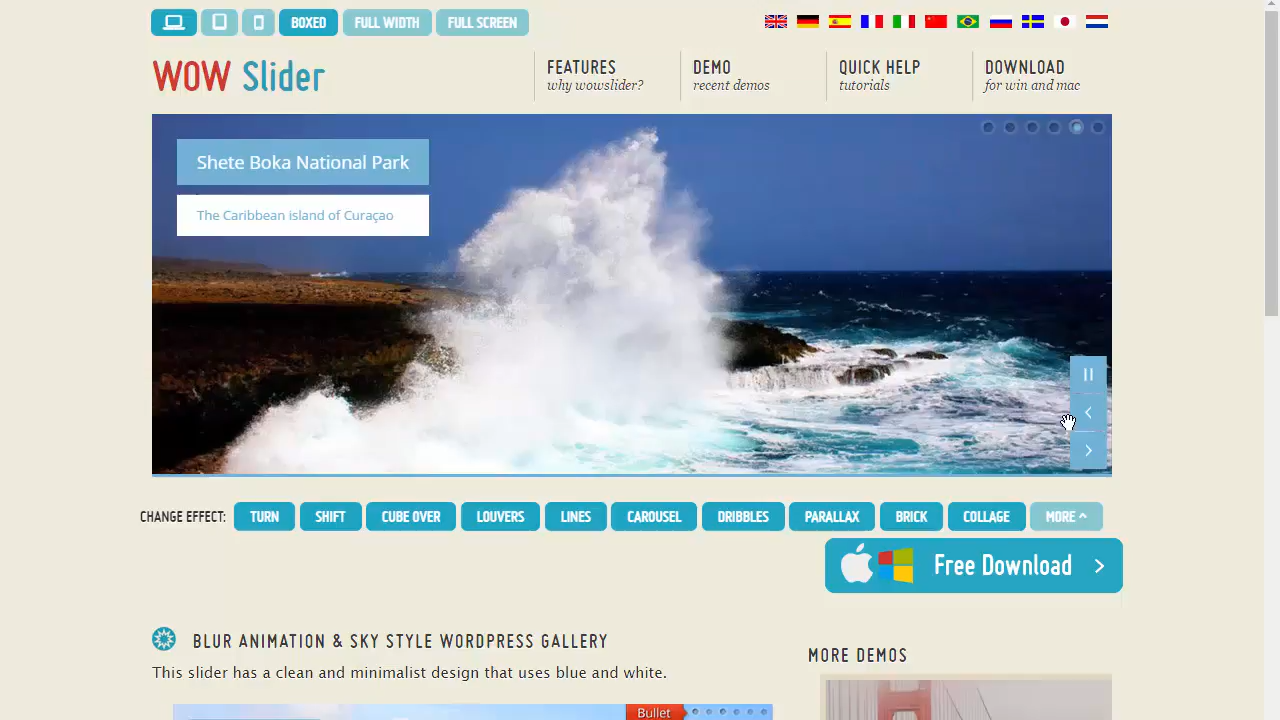 BOXED
FULL WIDTH
FULL SCREEN
WOW Slider
FEATURES
why wowslider?
DEMO
recent demos
QUICK HELP
tutorials
DOWNLOAD
for win and mac
Shete Boka National Park
The Caribbean island of Curaçao
CHANGE EFFECT:
TURN
SHIFT
CUBE OVER
LOUVERS
LINES
CAROUSEL
DRIBBLES
PARALLAX
BRICK
COLLAGE
MORE ^
Free Download
BLUR ANIMATION & SKY STYLE WORDPRESS GALLERY
This slider has a clean and minimalist design that uses blue and white.
MORE DEMOS
Bullet